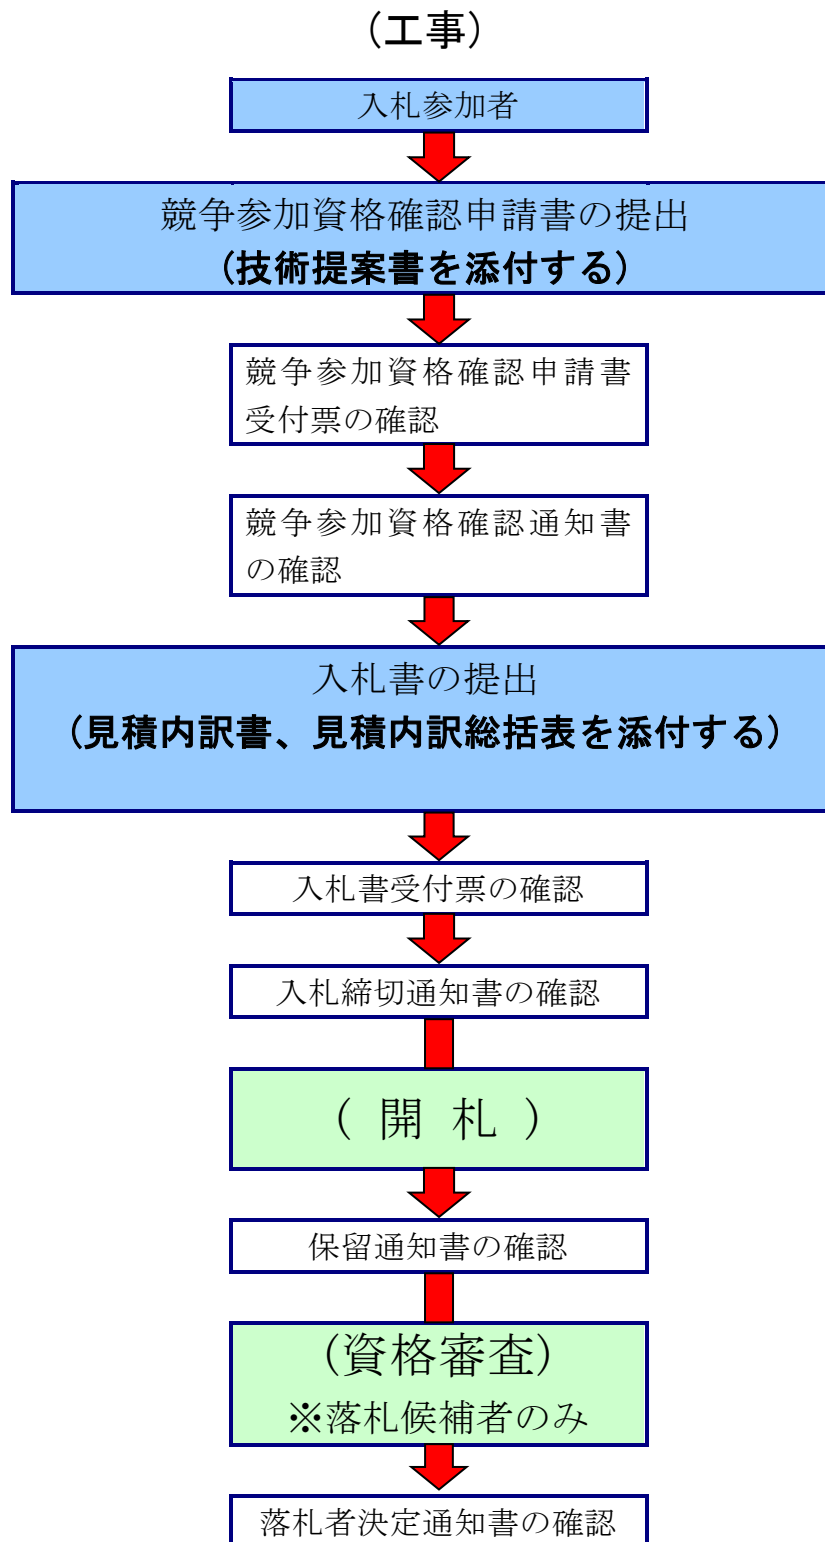 （工事）
入札参加者
競争参加資格確認申請書の提出
（技術提案書を添付する）
競争参加資格確認申請書
受付票の確認
競争参加資格確認通知書
の確認
入札書の提出
（見積内訳書、見積内訳総括表を添付する）
入札書受付票の確認
入札締切通知書の確認
（ 開 札 ）
保留通知書の確認
（資格審査）
※落札候補者のみ
落札者決定通知書の確認